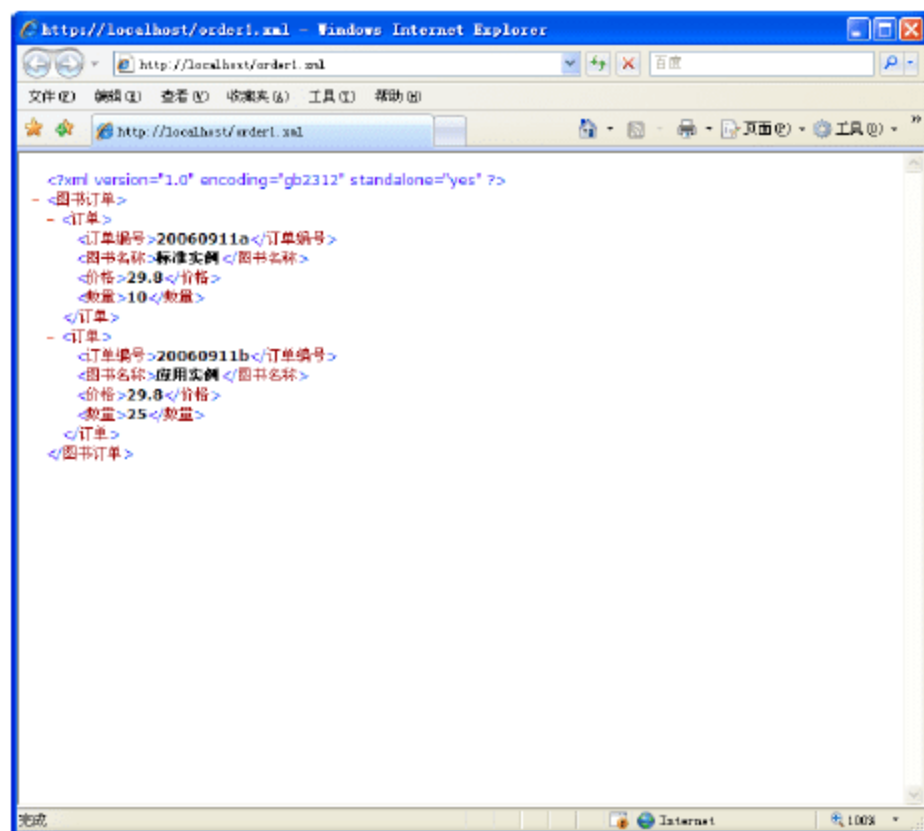 http://localhost/order1.xml - Windows Internet Explorer
http://localhost/order1.xml 百度
文件(F) 编辑(E) 查看(V) 收藏夹(A) 工具(T) 帮助(H)
http://localhost/order1.xml 页面(P) 工具(O) »
<?xml version="1.0" encoding="gb2312" standalone="yes" ?>
- <图书订单>
- <订单>
<订单编号>20060911a</订单编号>
<图书名称>标准实例</图书名称>
<价格>29.8</价格>
<数量>10</数量>
</订单>
- <订单>
<订单编号>20060911b</订单编号>
<图书名称>应用实例</图书名称>
<价格>29.8</价格>
<数量>25</数量>
</订单>
</图书订单>
完成 Internet 100%